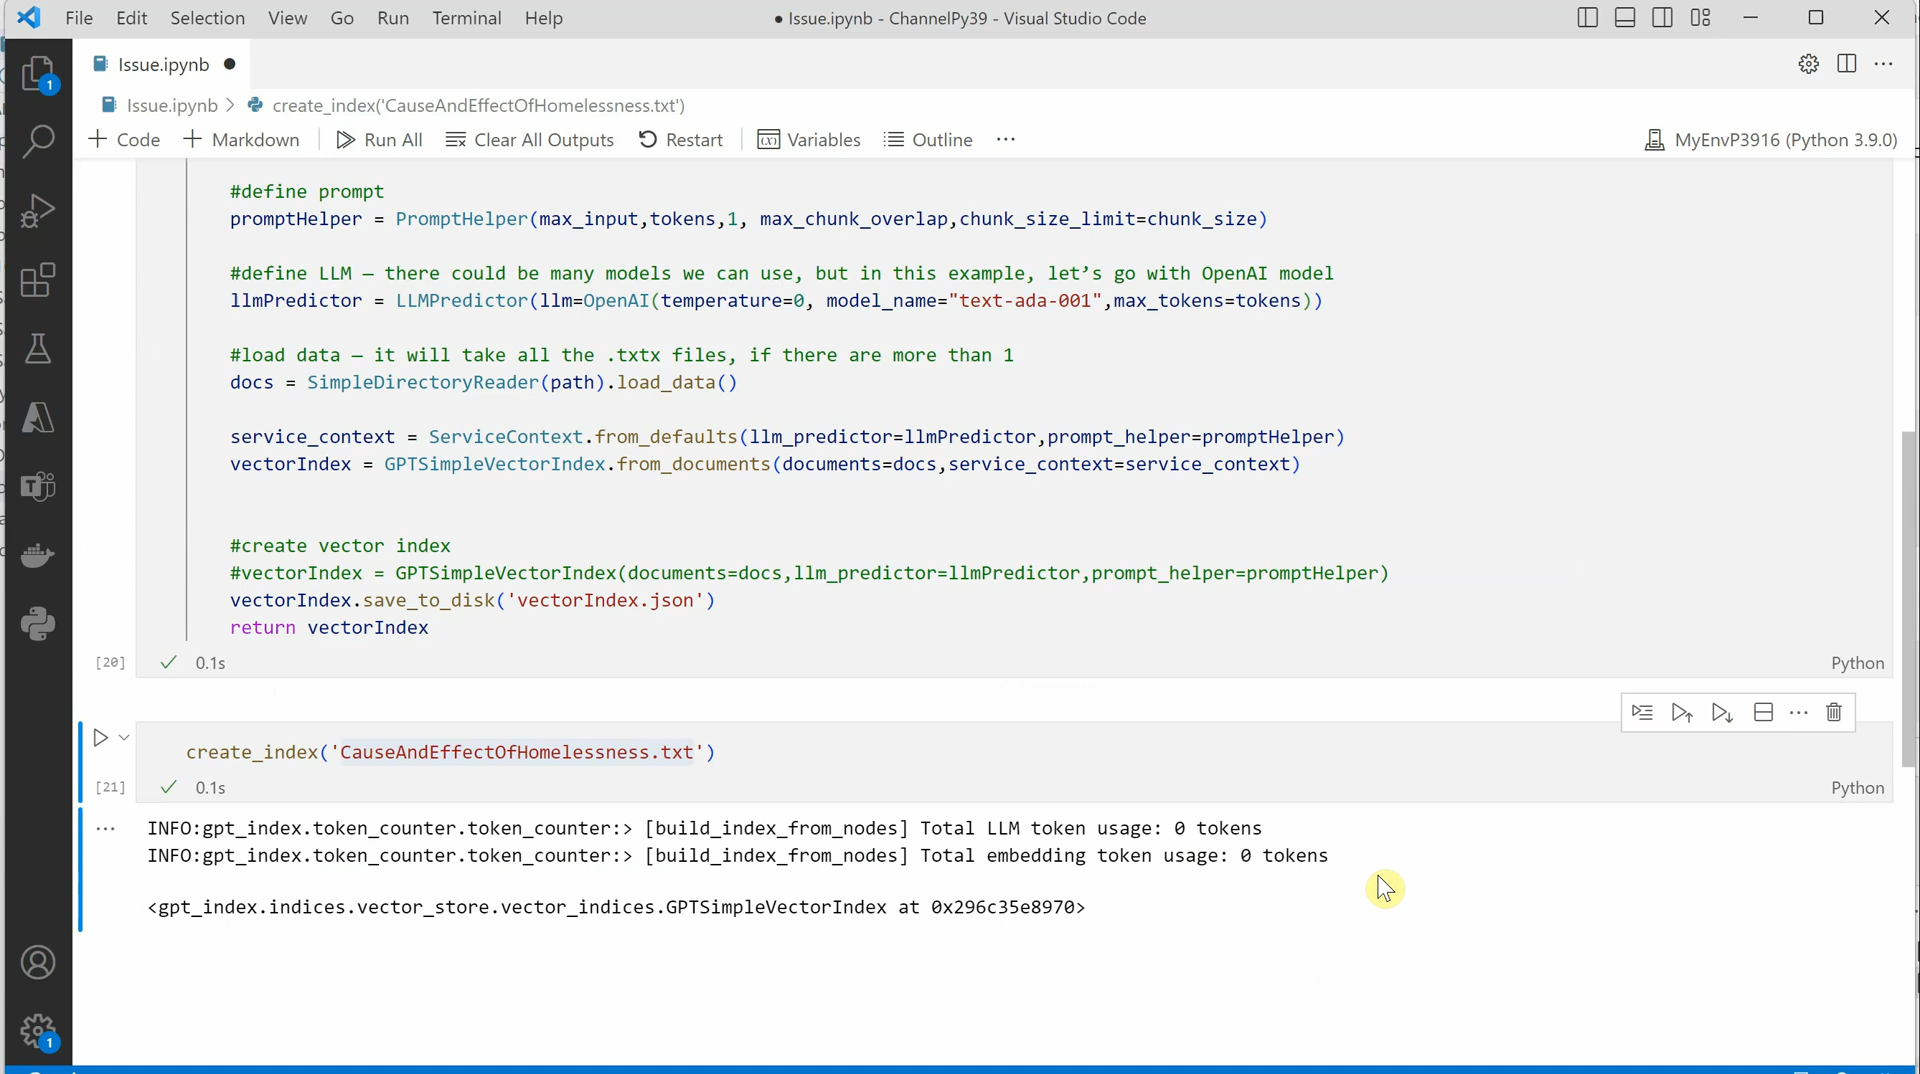 File Edit Selection View Go Run Terminal Help
● Issue.ipynb - ChannelPy39 - Visual Studio Code
Issue.ipynb
Issue.ipynb > create_index('CauseAndEffectOfHomelessness.txt')
+ Code + Markdown Run All Clear All Outputs Restart Variables Outline ...
MyEnvP3916 (Python 3.9.0)
#define prompt
promptHelper = PromptHelper(max_input,tokens,1, max_chunk_overlap,chunk_size_limit=chunk_size)
#define LLM – there could be many models we can use, but in this example, let’s go with OpenAI model
llmPredictor = LLMPredictor(llm=OpenAI(temperature=0, model_name="text-ada-001",max_tokens=tokens))
#load data – it will take all the .txtx files, if there are more than 1
docs = SimpleDirectoryReader(path).load_data()
service_context = ServiceContext.from_defaults(llm_predictor=llmPredictor,prompt_helper=promptHelper)
vectorIndex = GPTSimpleVectorIndex.from_documents(documents=docs,service_context=service_context)
#create vector index
#vectorIndex = GPTSimpleVectorIndex(documents=docs,llm_predictor=llmPredictor,prompt_helper=promptHelper)
vectorIndex.save_to_disk('vectorIndex.json')
return vectorIndex
[20] 0.1s Python
create_index('CauseAndEffectOfHomelessness.txt')
[21] 0.1s Python
INFO:gpt_index.token_counter.token_counter:> [build_index_from_nodes] Total LLM token usage: 0 tokens
INFO:gpt_index.token_counter.token_counter:> [build_index_from_nodes] Total embedding token usage: 0 tokens
<gpt_index.indices.vector_store.vector_indices.GPTSimpleVectorIndex at 0x296c35e8970>
1
1